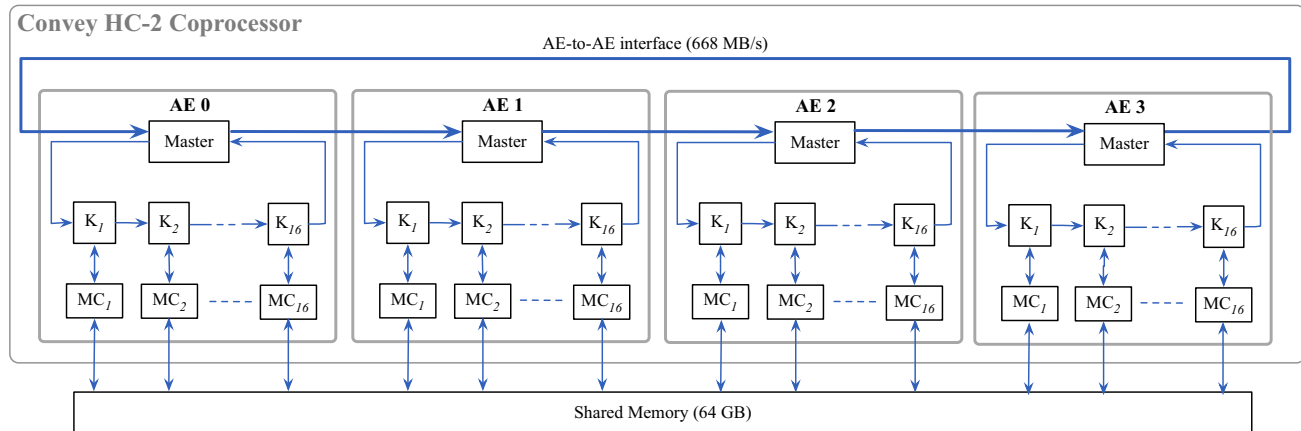 Convey HC-2 Coprocessor
AE-to-AE interface (668 MB/s)
AE 0 AE 1 AE 2 AE 3
Master Master Master Master
K1 K2 K16 K1 K2 K16 K1 K2 K16 K1 K2 K16
MC1 MC2 MC16 MC1 MC2 MC16 MC1 MC2 MC16 MC1 MC2 MC16
Shared Memory (64 GB)